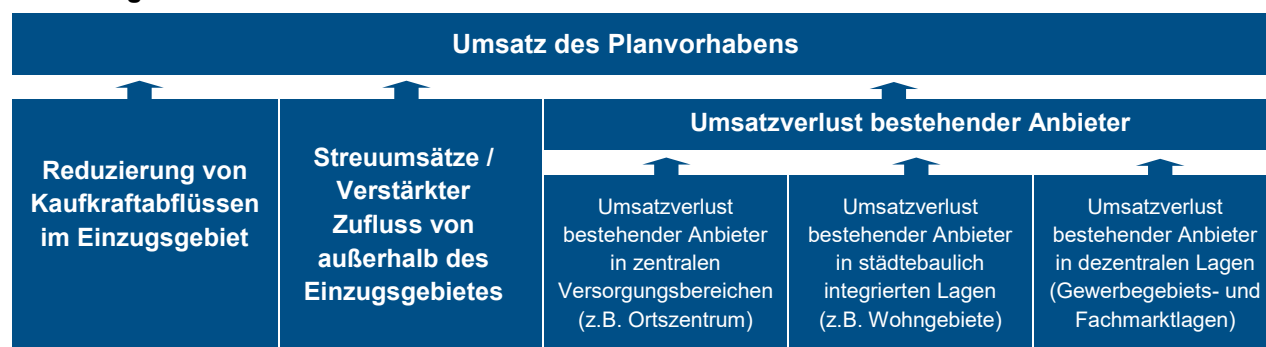 Umsatz des Planvorhabens
Reduzierung von
Kaufkraftabflüssen
im Einzugsgebiet
Streuumsätze /
Verstärkter
Zufluss von
außerhalb des
Einzugsgebietes
Umsatzverlust bestehender Anbieter
Umsatzverlust
bestehender Anbieter
in zentralen
Versorgungsbereichen
(z.B. Ortszentrum)
Umsatzverlust
bestehender Anbieter
in städtebaulich
integrierten Lagen
(z.B. Wohngebiete)
Umsatzverlust
bestehender Anbieter
in dezentralen Lagen
(Gewerbegebiets- und
Fachmarktlagen)